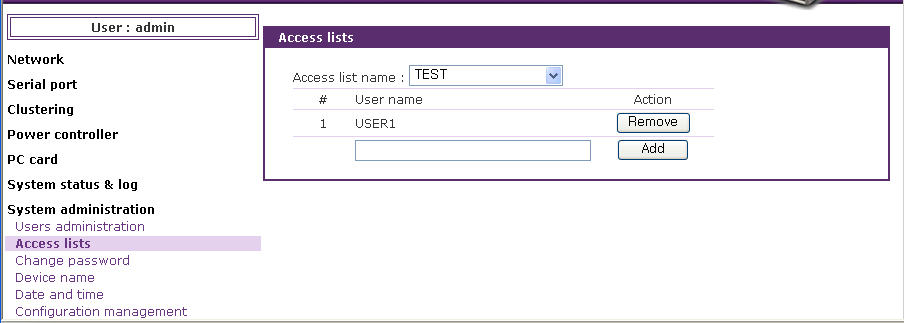 User : admin
Network
Serial port
Clustering
Power controller
PC card
System status & log
System administration
Users administration
Access lists
Change password
Device name
Date and time
Configuration management
Access lists
Access list name : TEST
# User name Action
1 USER1 Remove
Add